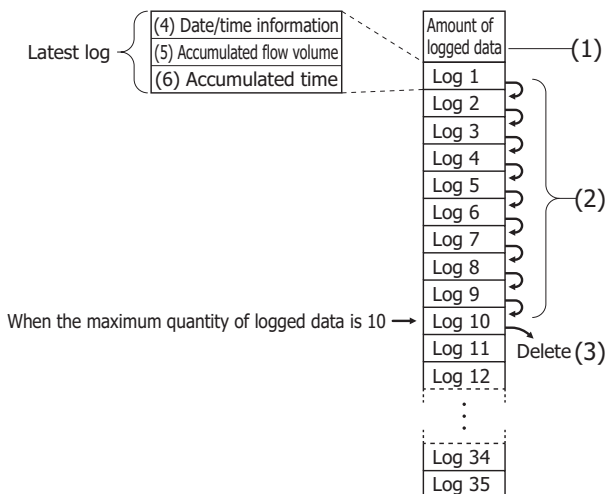 (4) Date/time information
Latest log
(5) Accumulated flow volume
(6) Accumulated time
Amount of
logged data
(1)
Log 1
Log 2
Log 3
Log 4
Log 5
Log 6
(2)
Log 7
Log 8
Log 9
When the maximum quantity of logged data is 10
Log 10
Log 11
Delete (3)
Log 12
Log 34
Log 35